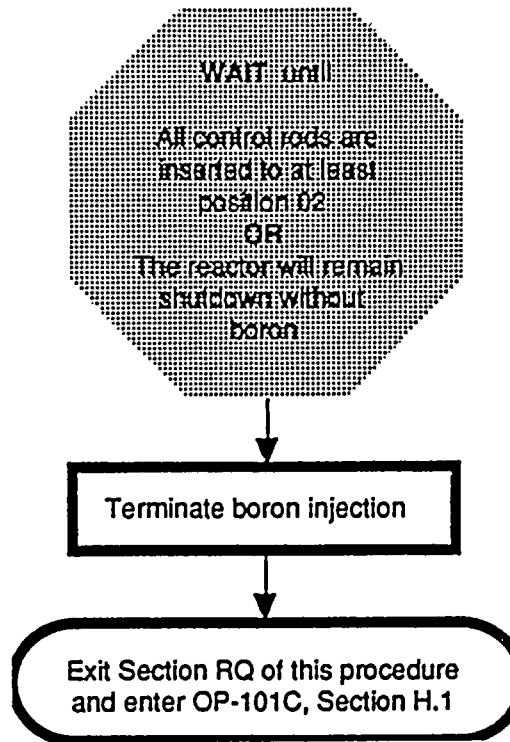 WAIT until
All control rods are
inserted to at least
position 02
OR
The reactor will remain
shutdown without
boron
Terminate boron injection
Exit Section RQ of this procedure
and enter OP-101C, Section H.1